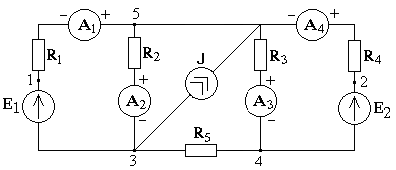 − A1 + 5 − A4 +
R1 R2 J R3 R4
1 + + 2
E1 A2 A3 E2
− −
R5
3 4